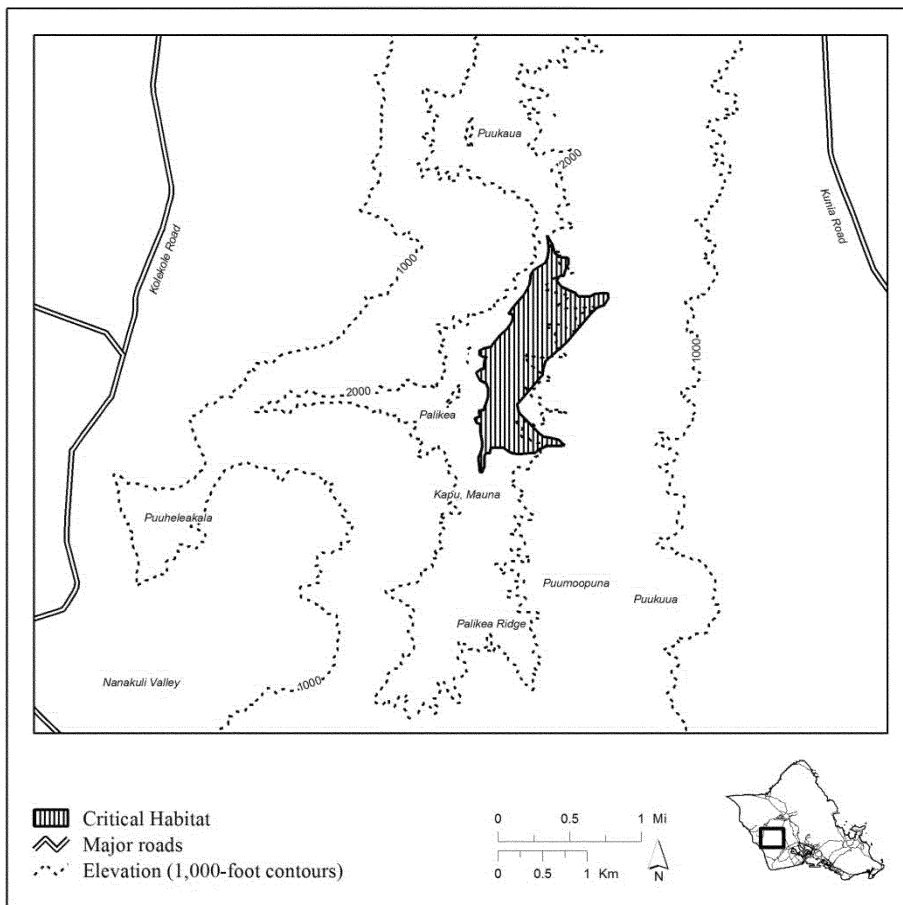 Puukaua
2000
Kolekole Road
Kunia Road
1000
1000
2000
Palikea
Kapu, Mauna
Puuheleakala
Puumoopuna
Puukuua
Palikea Ridge
Nanakuli Valley
1000
Critical Habitat
Major roads
Elevation (1,000-foot contours)
0 0.5 1 Mi
0 0.5 1 Km
N